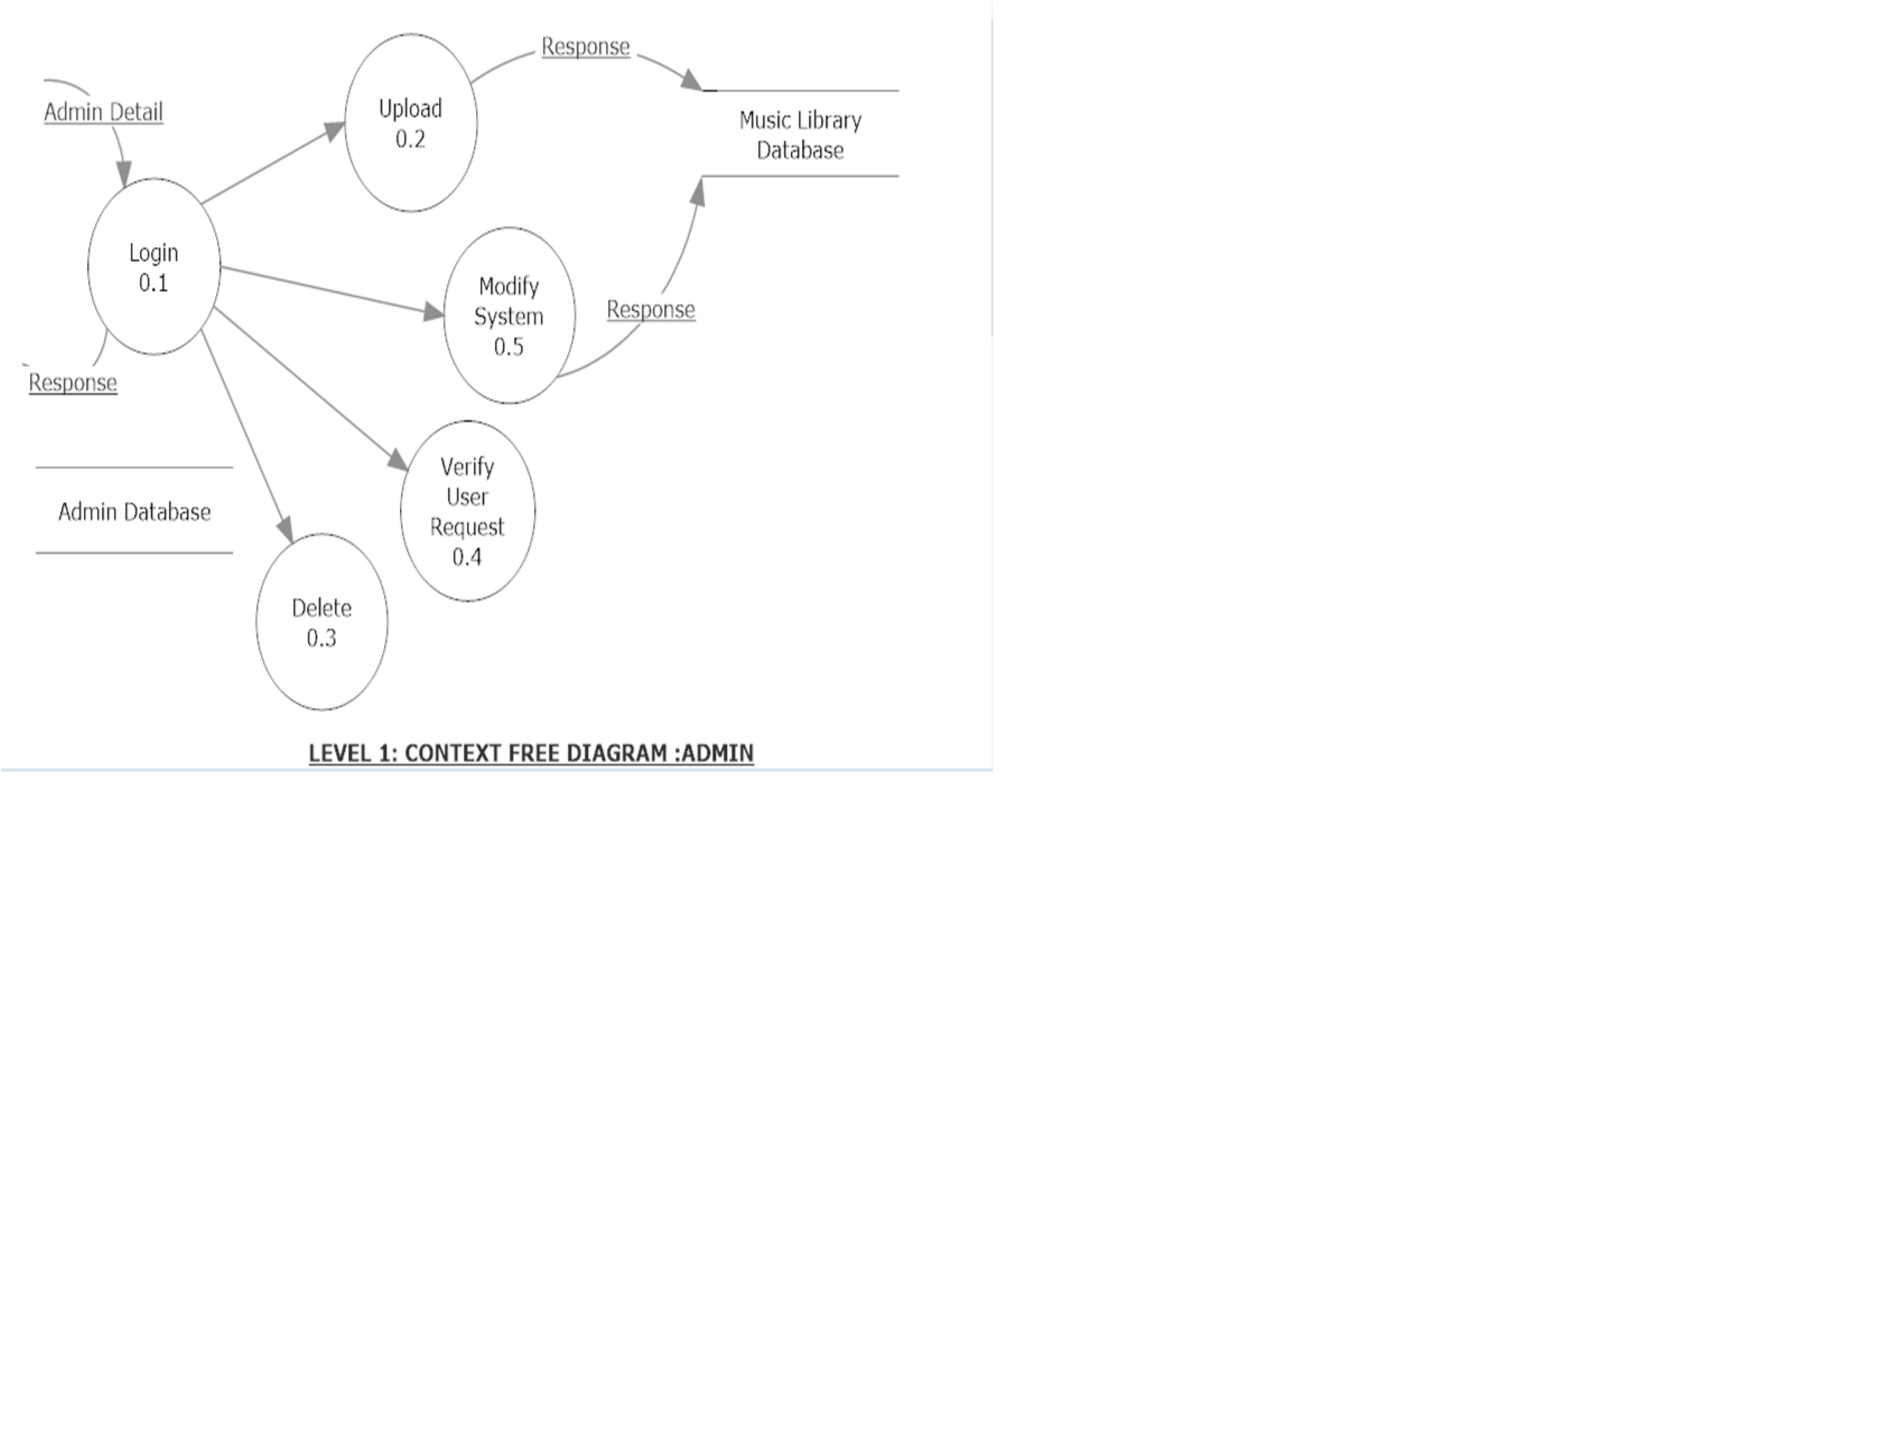 Response
Admin Detail
Upload
0.2
Music Library
Database
Login
0.1
Modify
System
0.5
Response
Response
Verify
User
Request
0.4
Admin Database
Delete
0.3
LEVEL 1: CONTEXT FREE DIAGRAM :ADMIN